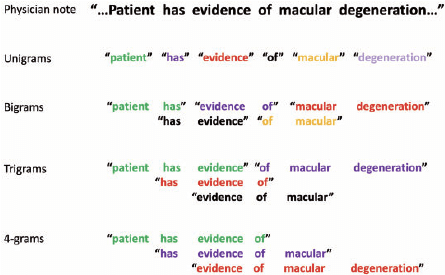 Physician note “...Patient has evidence of macular degeneration...”
Unigrams “patient” “has” “evidence” “of” “macular” “degeneration”
Bigrams “patient has” “evidence of” “macular degeneration”
“has evidence” “of macular”
Trigrams “patient has evidence” “of macular degeneration”
“has evidence of”
“evidence of macular”
4-grams “patient has evidence of”
“has evidence of macular”
“evidence of macular degeneration”